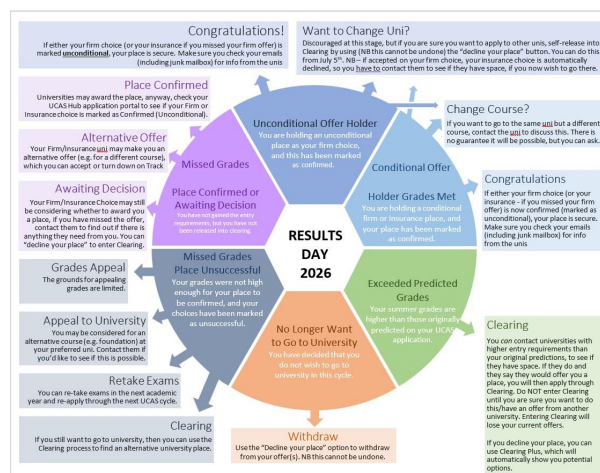 Congratulations!
If either your firm choice (or your insurance if you missed your firm offer) is
marked unconditional, your place is secure. Make sure you check your emails
(including junk mailbox) for info from the unis
Want to Change Uni?
Discouraged at this stage, but if you are sure you want to apply to other unis, self-release into
Clearing by using (NB this cannot be undone) the "decline your place" button. You can do this
from July 5th. NB – if accepted on your firm choice, your insurance choice is automatically
declined, so you have to contact them to see if they have space, if you now wish to go there.
Place Confirmed
Universities may award the place, anyway, check your
UCAS Hub application portal to see if your Firm or
Insurance choice is marked as Confirmed (Unconditional).
Alternative Offer
Your Firm/Insurance uni may make you an
alternative offer (e.g. for a different course),
which you can accept or turn down on Track
Awaiting Decision
Your Firm/Insurance Choice may still
be considering whether to award you
a place, if you have missed the offer,
contact them to find out if there is
anything they need from you. You can
"decline your place" to enter Clearing.
Grades Appeal
The grounds for appealing
grades are limited.
Appeal to University
You may be considered for an
alternative course (e.g. foundation) at
your preferred uni. Contact them if
you'd like to see if this is possible.
Retake Exams
You can re-take exams in the next academic
year and re-apply through the next UCAS cycle.
Clearing
If you still want to go to university, then you can use the
Clearing process to find an alternative university place.
Unconditional Offer Holder
You are holding an unconditional
place as your firm choice,
and this has been marked
as confirmed.
Conditional Offer
Holder Grades Met
You are holding a conditional
firm or insurance place, and
your place has been marked
as confirmed.
Missed Grades
Place Confirmed or
Awaiting Decision
You have not gained the entry
requirements, but you have not
been released into clearing.
RESULTS
DAY
2026
Missed Grades
Place Unsuccessful
Your grades were not high
enough for your place to
be confirmed, and your
choices have been marked
as unsuccessful.
Exceeded Predicted
Grades
Your summer grades are
higher than those originally
predicted on your UCAS
application.
No Longer Want
to Go to University
You have decided that you
do not wish to go to
university in this cycle.
Withdraw
Use the "Decline your place" option to withdraw
from your offer(s). NB this cannot be undone.
Change Course?
If you want to go to the same uni but a different
course, contact the uni to discuss this. There is
no guarantee it will be possible, but you can ask.
Congratulations
If either your firm choice (or your
insurance - if you missed your firm
offer) is now confirmed (marked
as unconditional), your place is secure.
Make sure you check your emails
(including junk mailbox) for info
from the unis
Clearing
You can contact universities with
higher entry requirements than
your original predictions, to see if
they have space. If they do and
they say they would offer you a
place, you will then apply through
Clearing. Do NOT enter Clearing
until you are sure you want to do
this/have an offer from another
university. Entering Clearing will
lose your current offers.
If you decline your place, you can
use Clearing Plus, which will
automatically show you potential
options.